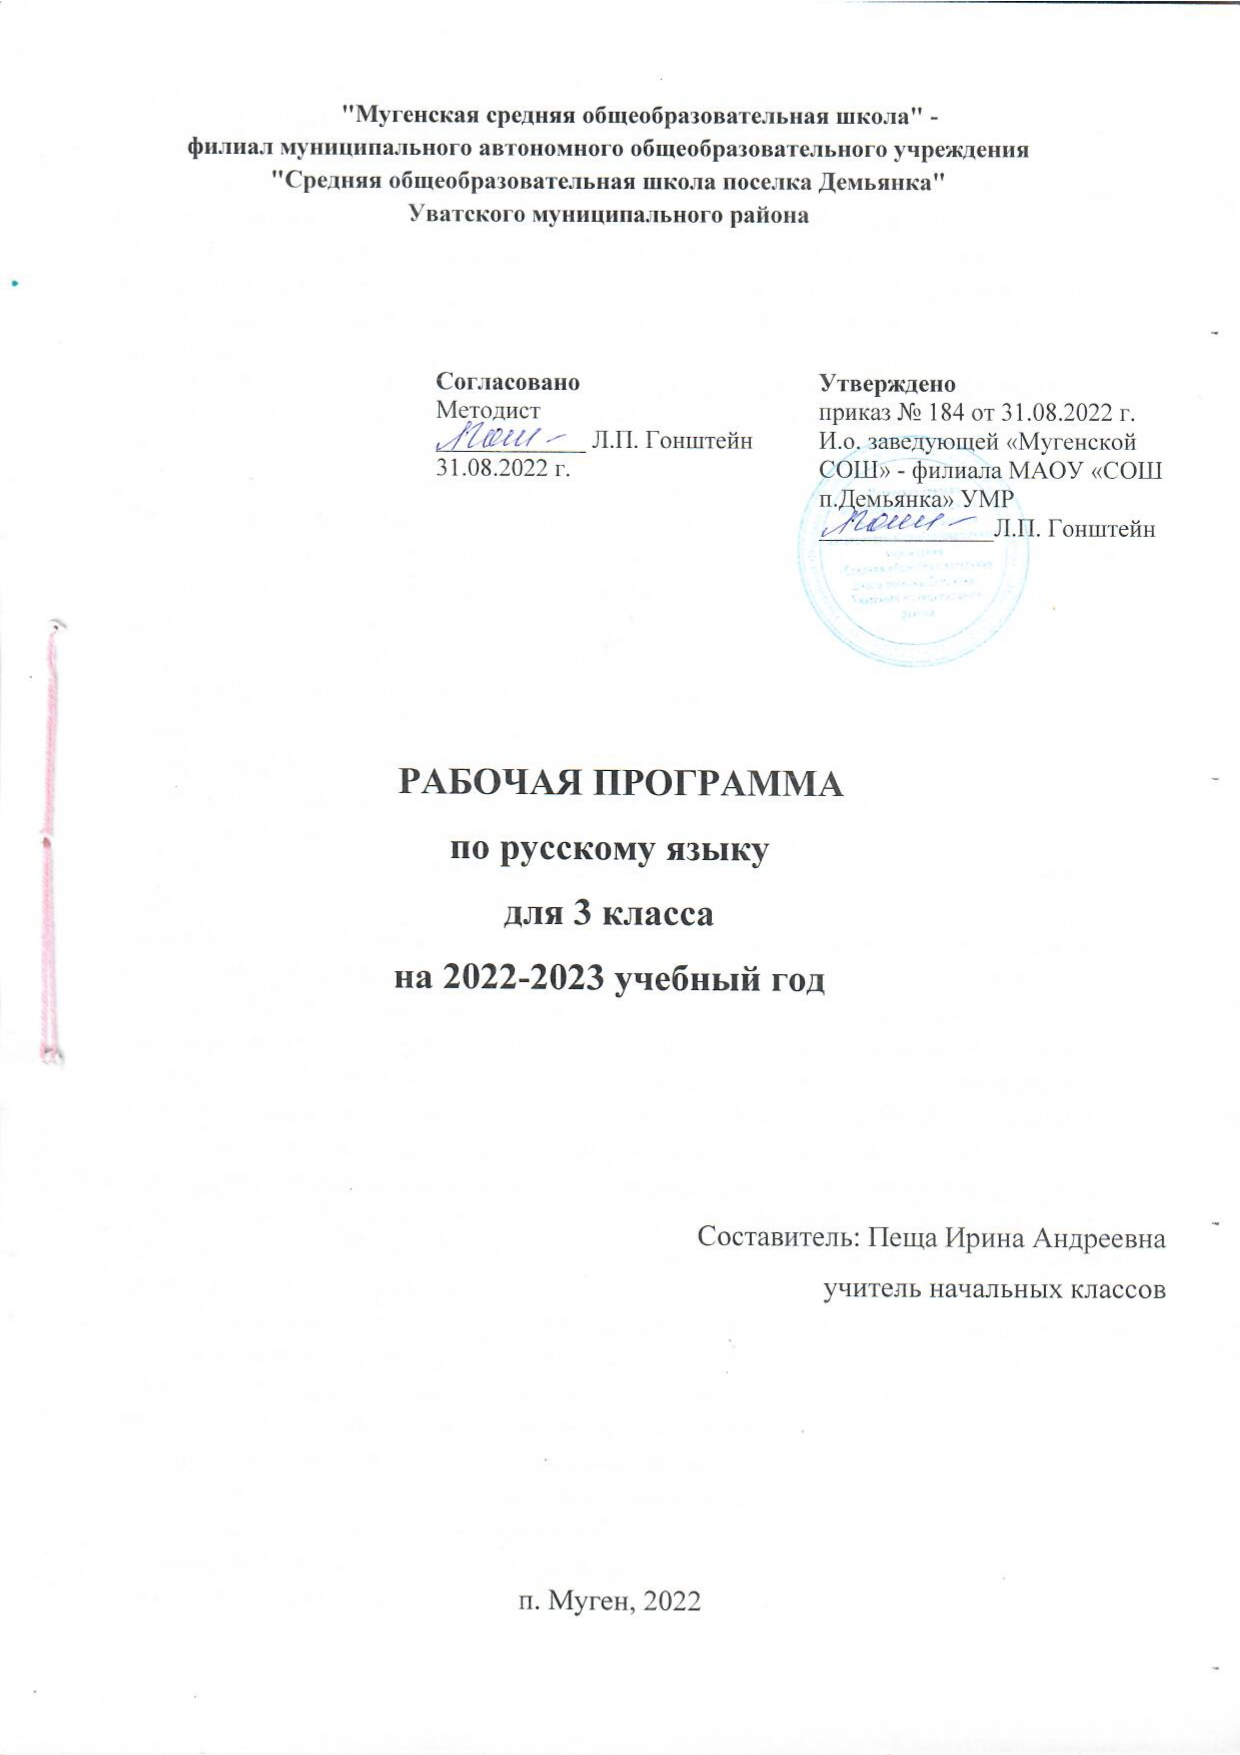 "Мугенская средняя общеобразовательная школа" -
филиал муниципального автономного общеобразовательного учреждения
"Средняя общеобразовательная школа поселка Демьянка"
Уватского муниципального района
Согласовано
Методист
____________ Л.П. Гонштейн
31.08.2022 г.
Утверждено
приказ № 184 от 31.08.2022 г.
И.о. заведующей «Мугенской
СОШ» - филиала МАОУ «СОШ
п.Демьянка» УМР
______________Л.П. Гонштейн
РАБОЧАЯ ПРОГРАММА
по русскому языку
для 3 класса
на 2022-2023 учебный год
Составитель: Пеща Ирина Андреевна
учитель начальных классов
п. Муген, 2022